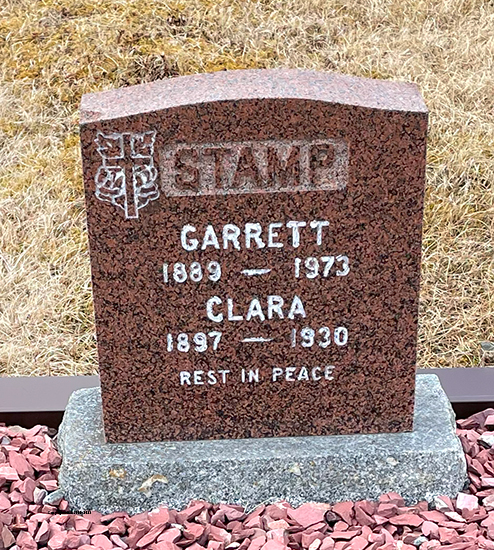 STAMP
GARRETT
1889 — 1973
CLARA
1897 — 1930
REST IN PEACE